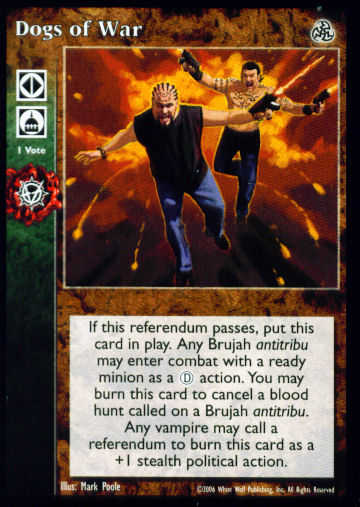 Dogs of War
1 Vote
If this referendum passes, put this
card in play. Any Brujah antitribu
may enter combat with a ready
minion as a Ⓓ action. You may
burn this card to cancel a blood
hunt called on a Brujah antitribu.
Any vampire may call a
referendum to burn this card as a
+1 stealth political action.
Illus: Mark Poole
©2006 White Wolf Publishing, Inc. All Rights Reserved